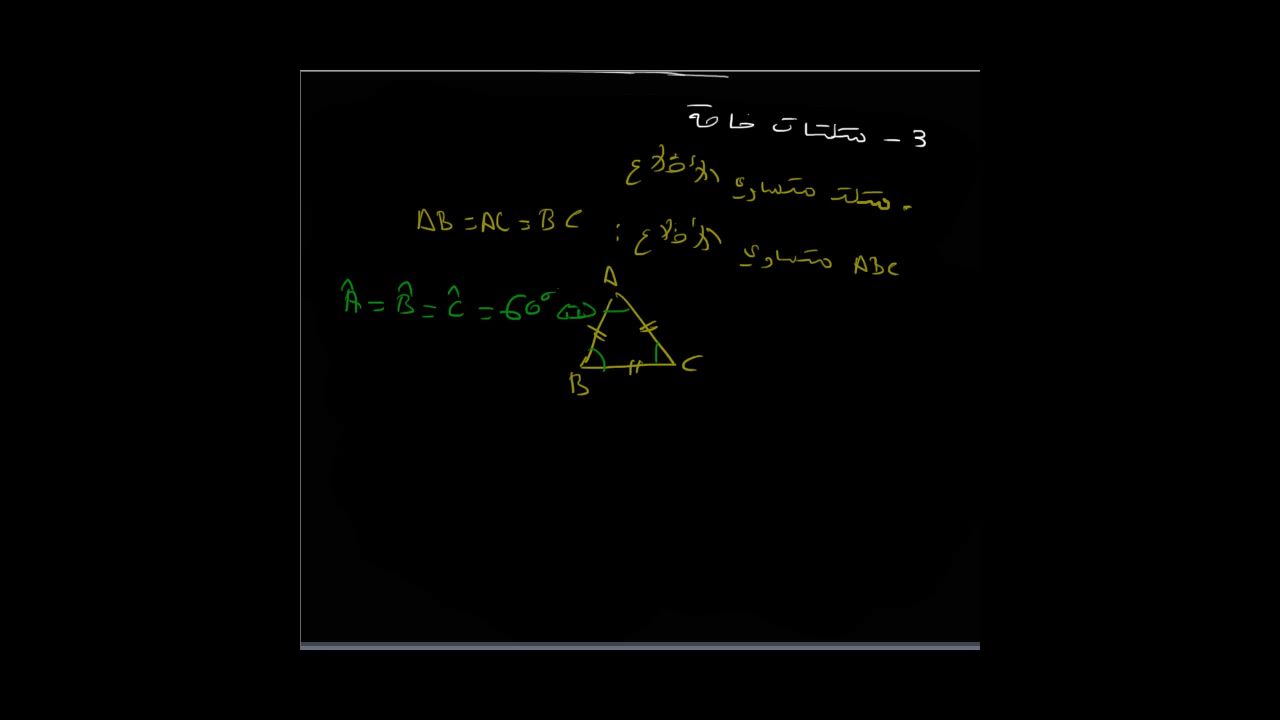 3 - مثلثات خاصة
. مثلث متساوي الأضلاع
ABC متساوي الأضلاع : AB = AC = BC
A
Â = B̂ = Ĉ = 60°
B C